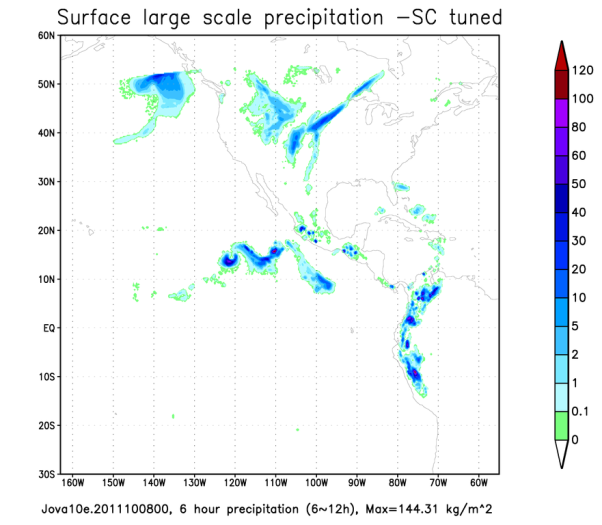 Surface large scale precipitation −SC tuned
60N
50N
40N
30N
20N
10N
EQ
10S
20S
30S
160W 150W 140W 130W 120W 110W 100W 90W 80W 70W 60W
120
100
80
60
50
40
30
20
10
5
2
1
0.1
0
Jova10e.2011100800, 6 hour precipitation (6~12h), Max=144.31 kg/m^2